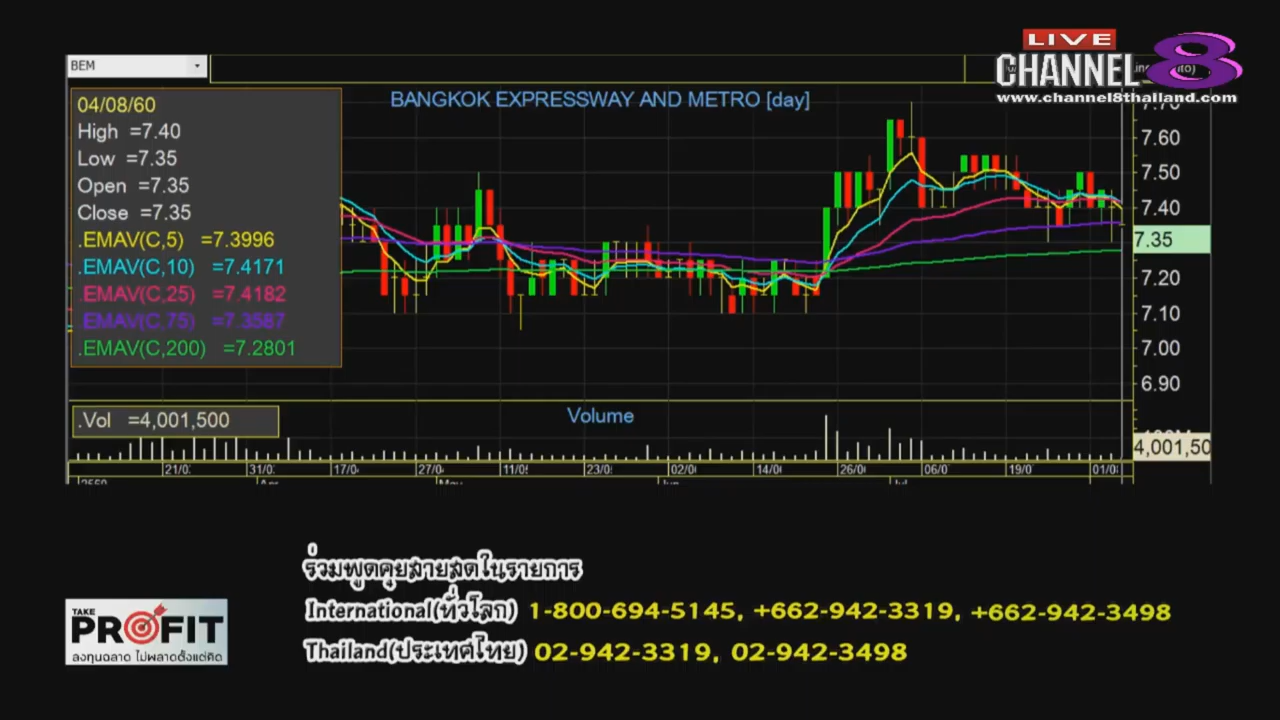 LIVE
CHANNEL 8
www.channel8thailand.com
BEM
BANGKOK EXPRESSWAY AND METRO [day]
04/08/60
High =7.40
Low =7.35
Open =7.35
Close =7.35
.EMAV(C,5) =7.3996
.EMAV(C,10) =7.4171
.EMAV(C,25) =7.4182
.EMAV(C,75) =7.3587
.EMAV(C,200) =7.2801
7.60
7.50
7.40
7.35
7.20
7.10
7.00
6.90
.Vol =4,001,500
Volume
4,001,50
21/0 31/0 17/0 27/0 11/0 23/0 02/0 14/0 26/0 06/0 19/0 01/0
ร่วมพูดคุยสายสดในรายการ
International(ทั่วโลก) 1-800-694-5145, +662-942-3319, +662-942-3498
Thailand(ประเทศไทย) 02-942-3319, 02-942-3498
TAKE
PROFIT
ลงทุนฉลาด ไม่พลาดตั้งแต่คิด